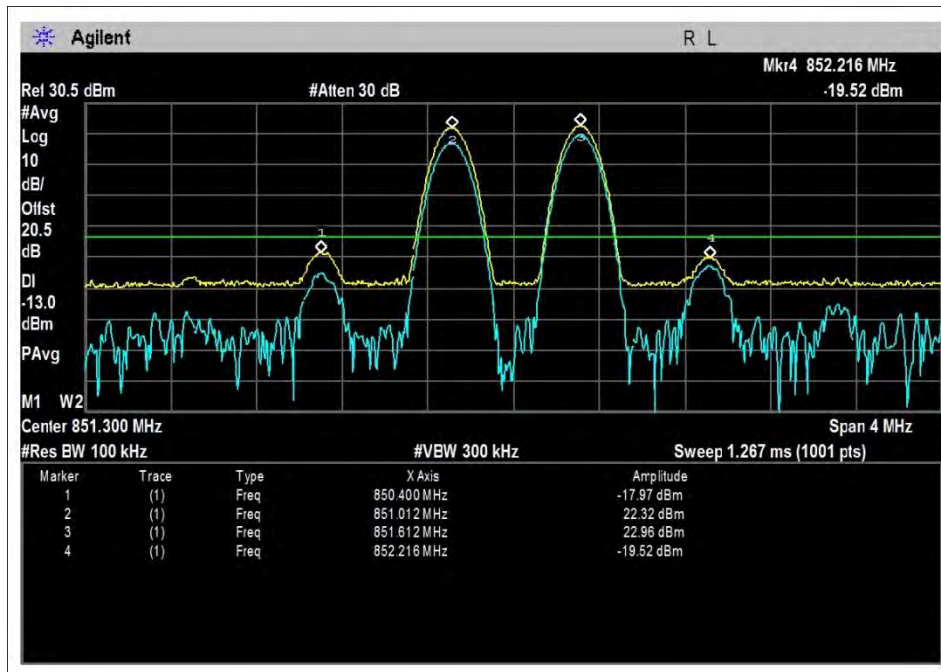 Agilent R L
Mkr4 852.216 MHz
Ref 30.5 dBm #Atten 30 dB -19.52 dBm
#Avg
Log
10
dB/
Offst
20.5
dB
DI
-13.0
dBm
PAvg
M1 W2
1
2
3
4
Center 851.300 MHz Span 4 MHz
#Res BW 100 kHz #VBW 300 kHz Sweep 1.267 ms (1001 pts)
Marker Trace Type X Axis Amplitude
1 (1) Freq 850.400 MHz -17.97 dBm
2 (1) Freq 851.012 MHz 22.32 dBm
3 (1) Freq 851.612 MHz 22.96 dBm
4 (1) Freq 852.216 MHz -19.52 dBm